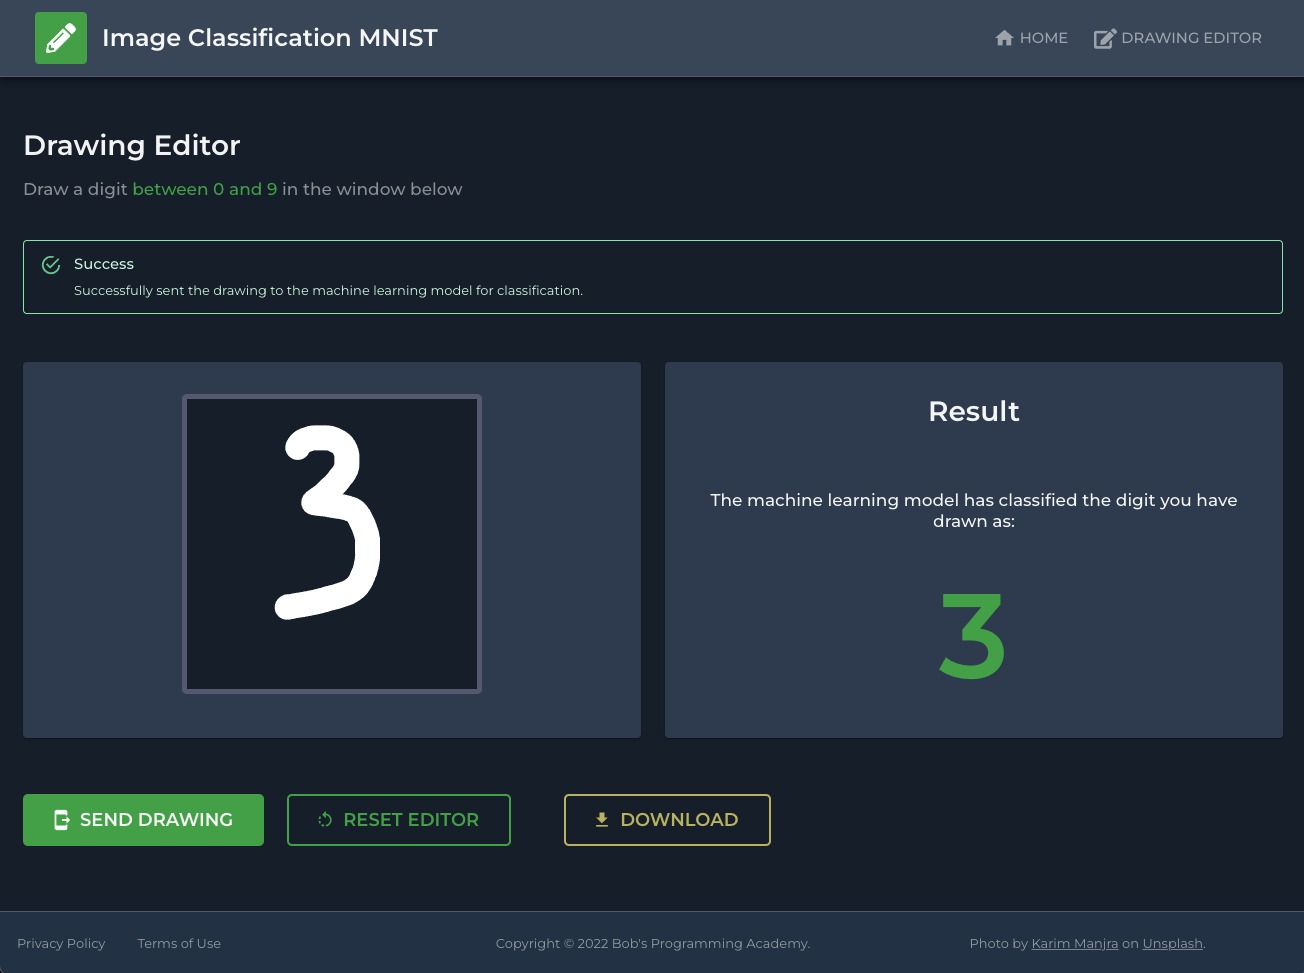 Image Classification MNIST
HOME
DRAWING EDITOR
Drawing Editor
Draw a digit between 0 and 9 in the window below
Success
Successfully sent the drawing to the machine learning model for classification.
3
Result
The machine learning model has classified the digit you have
drawn as:
3
SEND DRAWING
RESET EDITOR
DOWNLOAD
Privacy Policy
Terms of Use
Copyright © 2022 Bob's Programming Academy.
Photo by Karim Manjra on Unsplash.